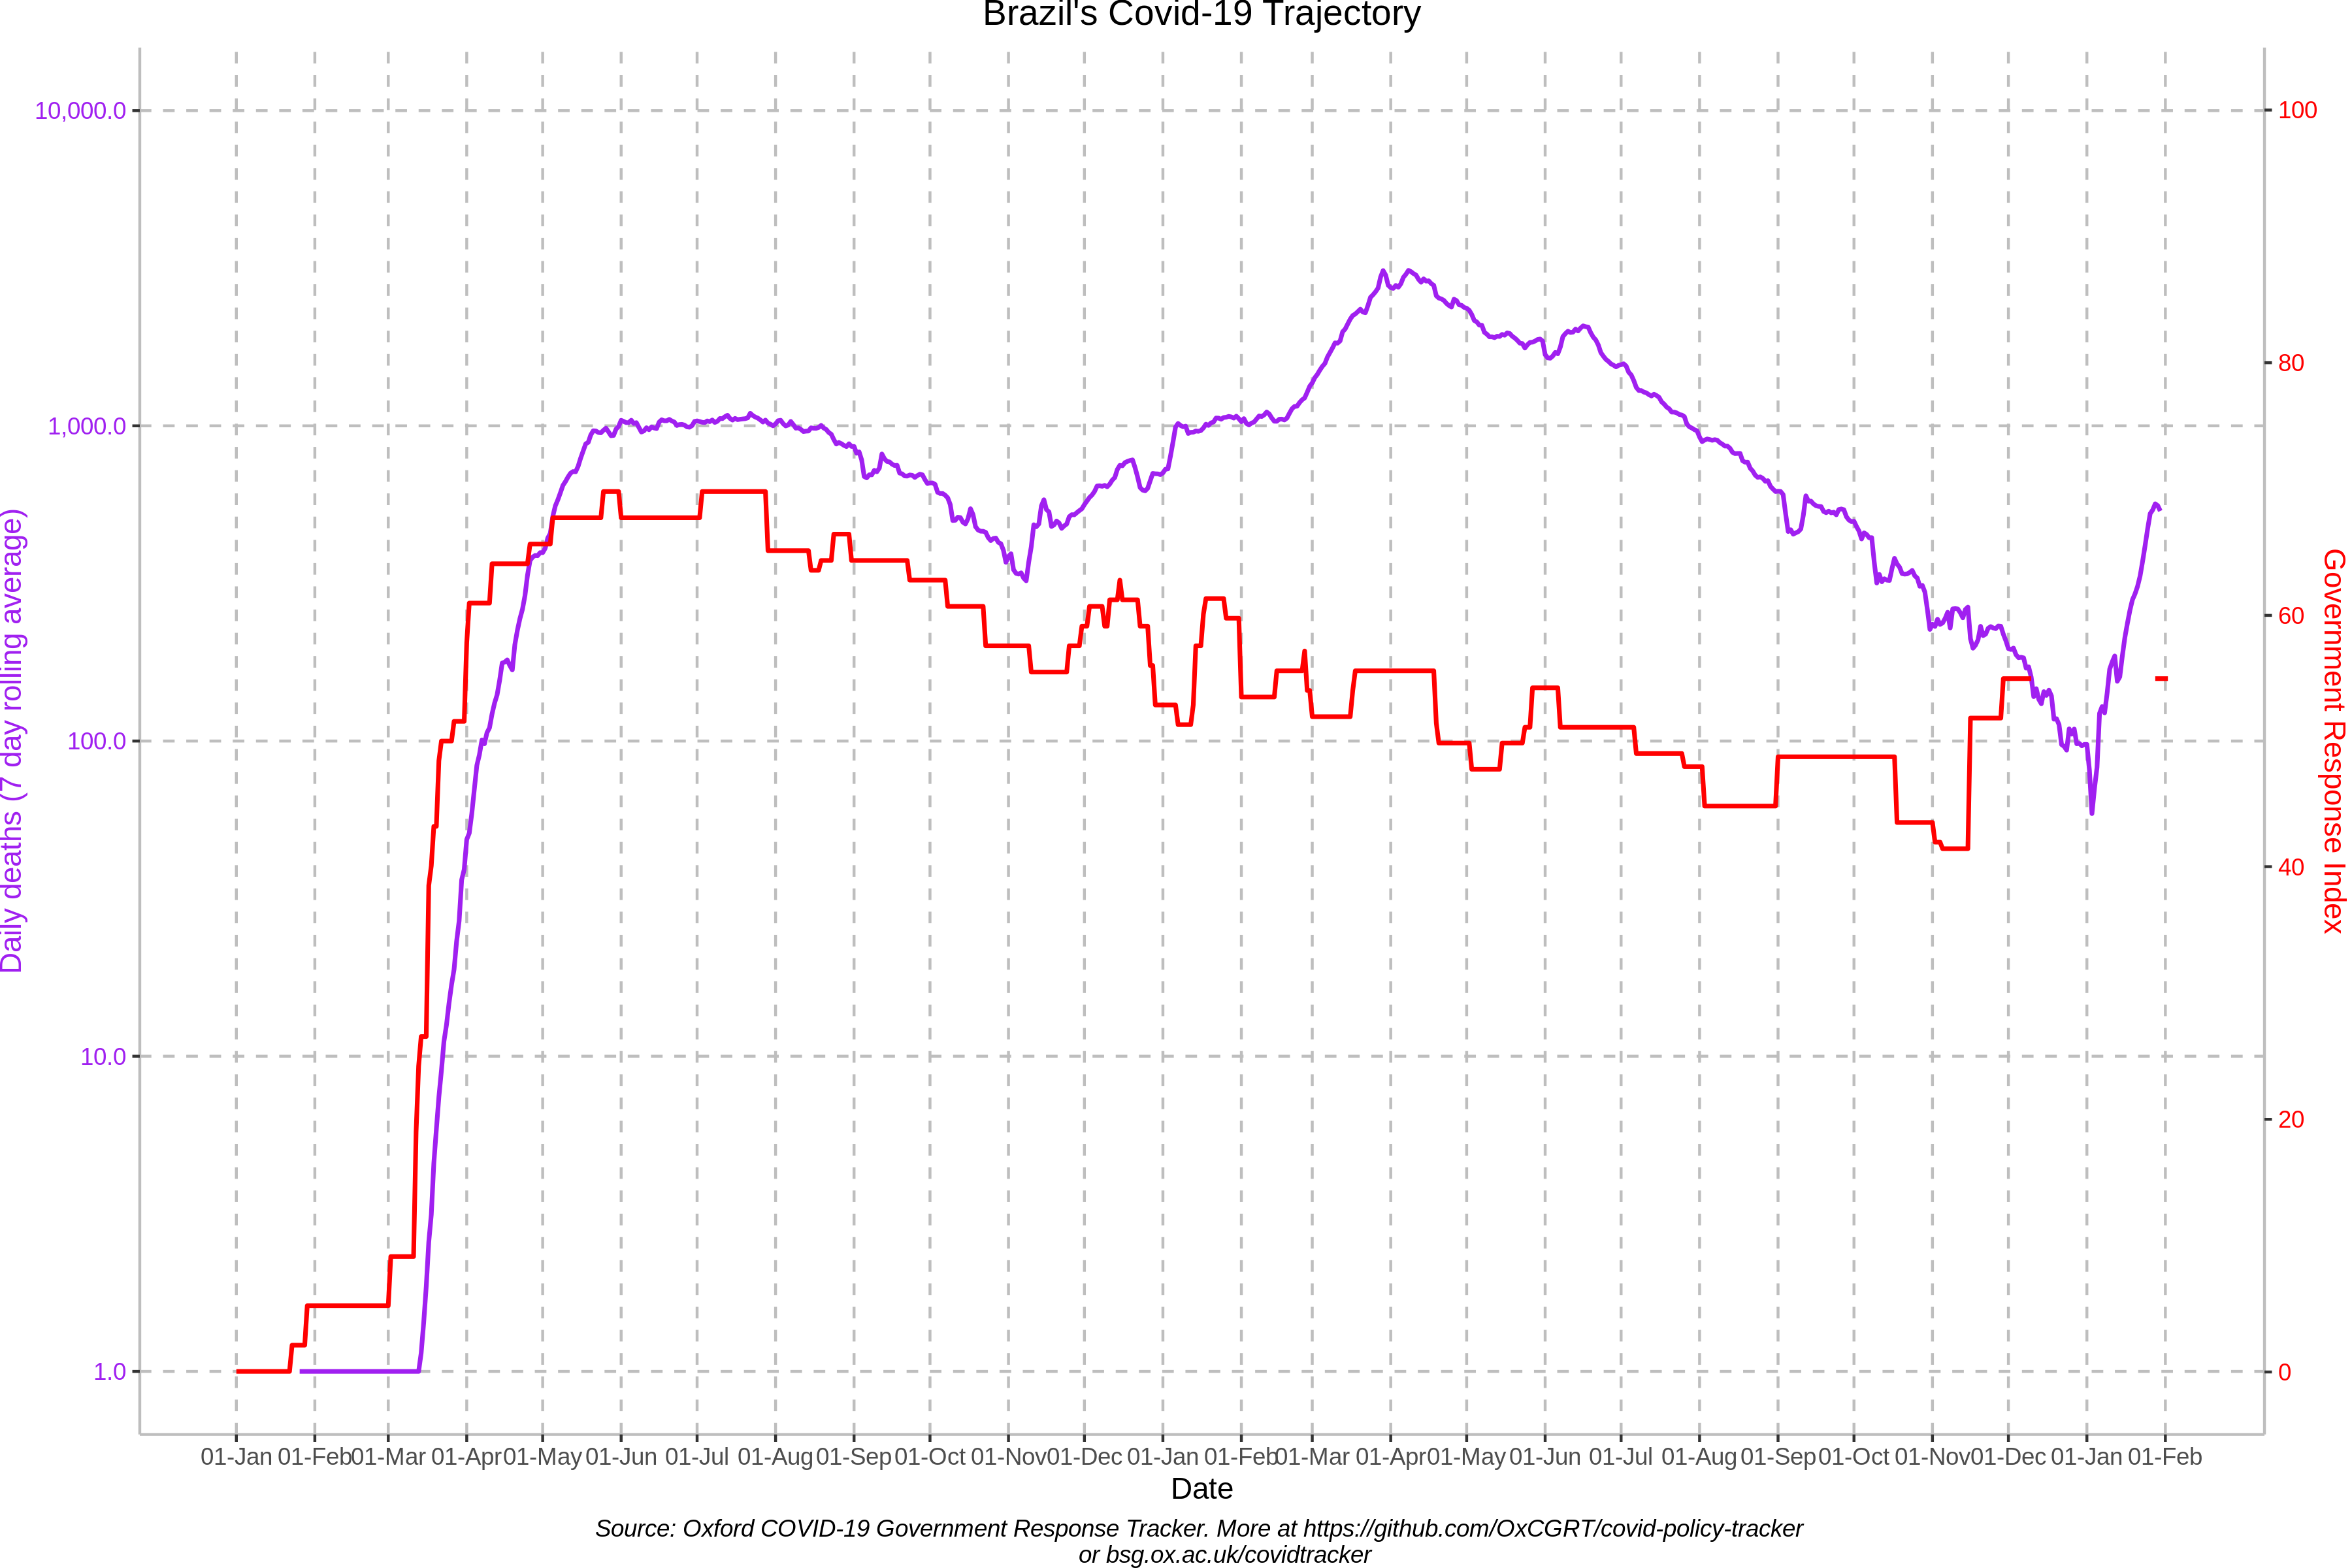 Brazil's Covid-19 Trajectory
10,000.0
1,000.0
100.0
10.0
1.0
Daily deaths (7 day rolling average)
100
80
60
40
20
0
Government Response Index
01-Jan 01-Feb 01-Mar 01-Apr 01-May 01-Jun 01-Jul 01-Aug 01-Sep 01-Oct 01-Nov 01-Dec 01-Jan 01-Feb 01-Mar 01-Apr 01-May 01-Jun 01-Jul 01-Aug 01-Sep 01-Oct 01-Nov 01-Dec 01-Jan 01-Feb
Date
Source: Oxford COVID-19 Government Response Tracker. More at https://github.com/OxCGRT/covid-policy-tracker
or bsg.ox.ac.uk/covidtracker